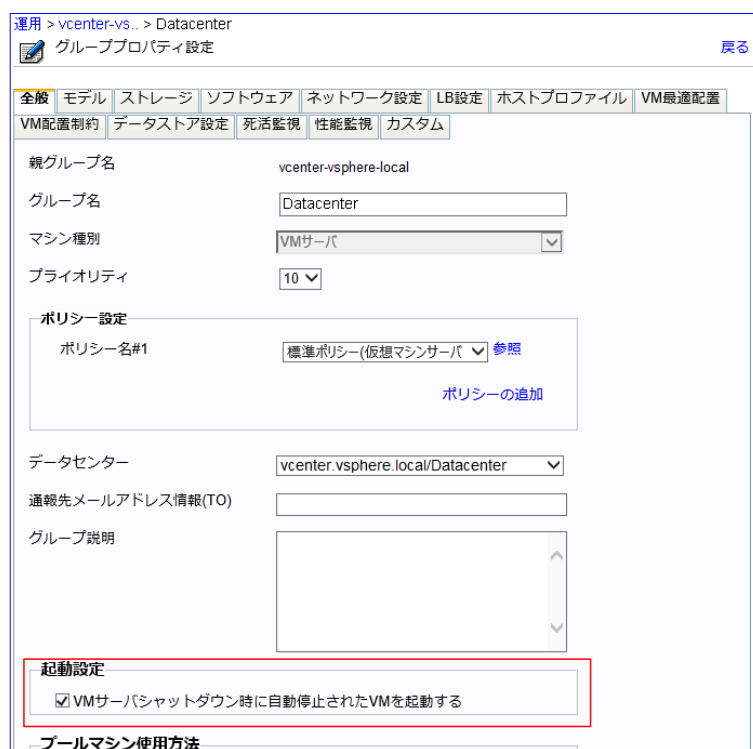 運用 > vcenter-vs.. > Datacenter
グループプロパティ設定
戻る
全般 モデル ストレージ ソフトウェア ネットワーク設定 LB設定 ホストプロファイル VM最適配置
VM配置制約 データストア設定 死活監視 性能監視 カスタム
親グループ名 vcenter-vsphere-local
グループ名 Datacenter
マシン種別 VMサーバ
プライオリティ 10
ポリシー設定
ポリシー名#1 標準ポリシー(仮想マシンサーバ 参照
ポリシーの追加
データセンター vcenter.vsphere.local/Datacenter
通報先メールアドレス情報(TO)
グループ説明
起動設定
VMサーバシャットダウン時に自動停止されたVMを起動する
プールマシン使用方法